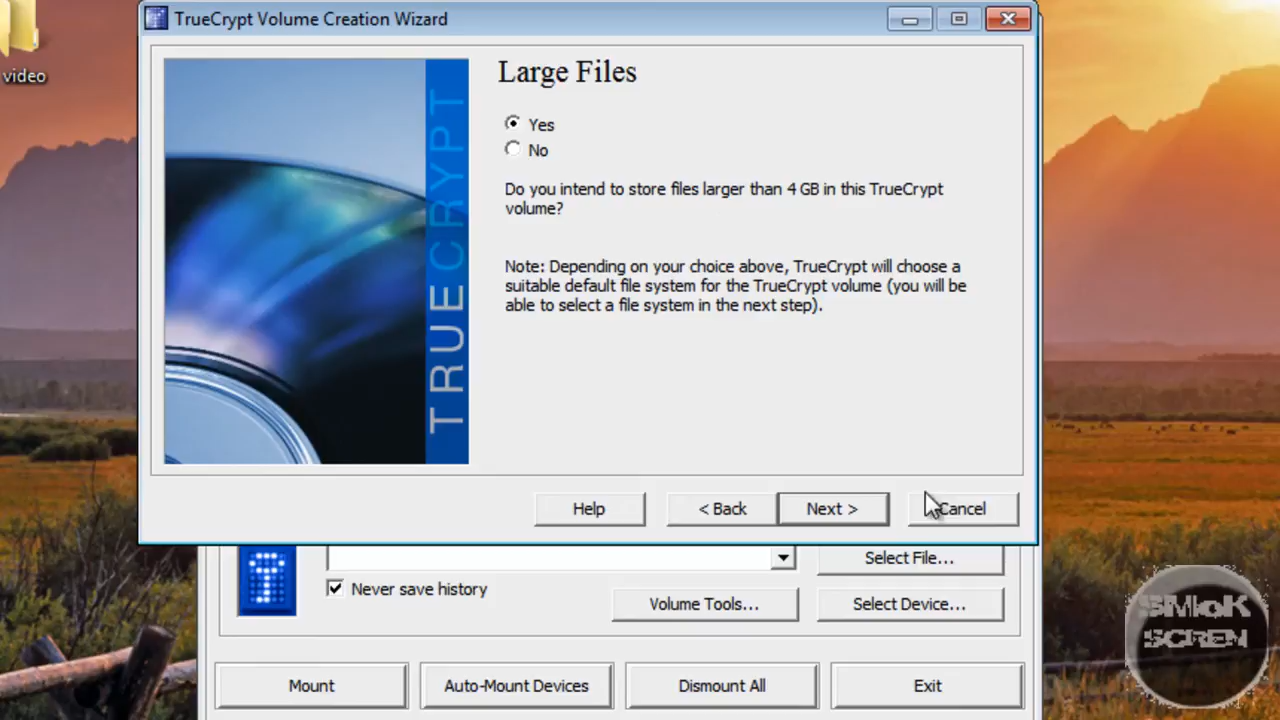 TrueCrypt Volume Creation Wizard
video
TRUECRYPT
Large Files
Yes
No
Do you intend to store files larger than 4 GB in this TrueCrypt
volume?
Note: Depending on your choice above, TrueCrypt will choose a
suitable default file system for the TrueCrypt volume (you will be
able to select a file system in the next step).
Help
< Back
Next >
Cancel
Select File...
Never save history
Volume Tools...
Select Device...
SMoK
SCREN
Mount
Auto-Mount Devices
Dismount All
Exit